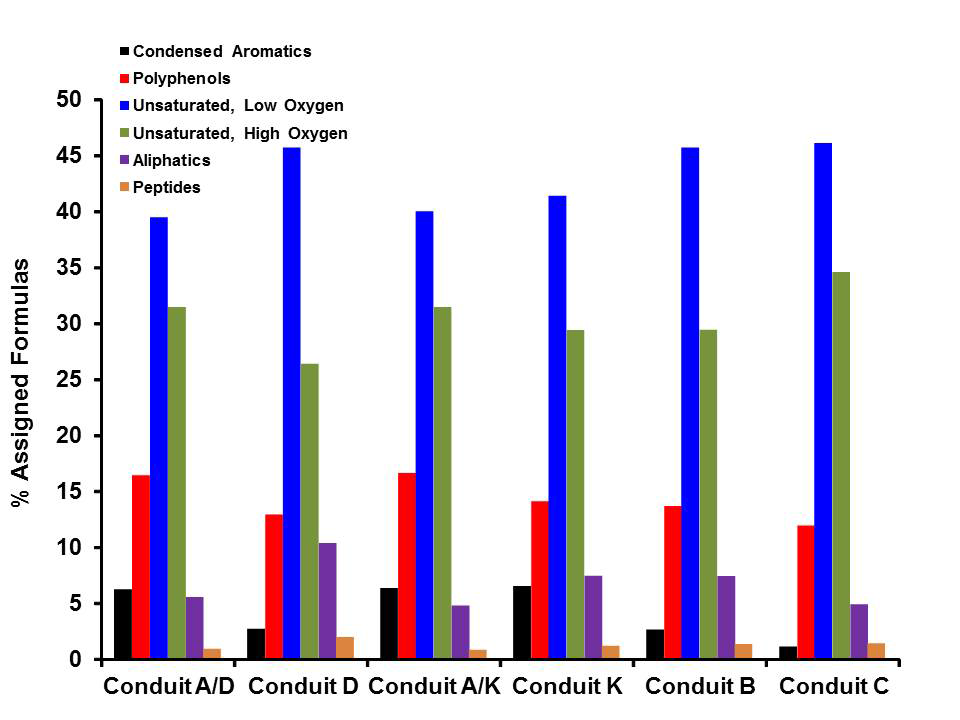 Condensed Aromatics
Polyphenols
Unsaturated, Low Oxygen
Unsaturated, High Oxygen
Aliphatics
Peptides
50
45
40
35
30
25
20
15
10
5
0
% Assigned Formulas
Conduit A/D Conduit D Conduit A/K Conduit K Conduit B Conduit C